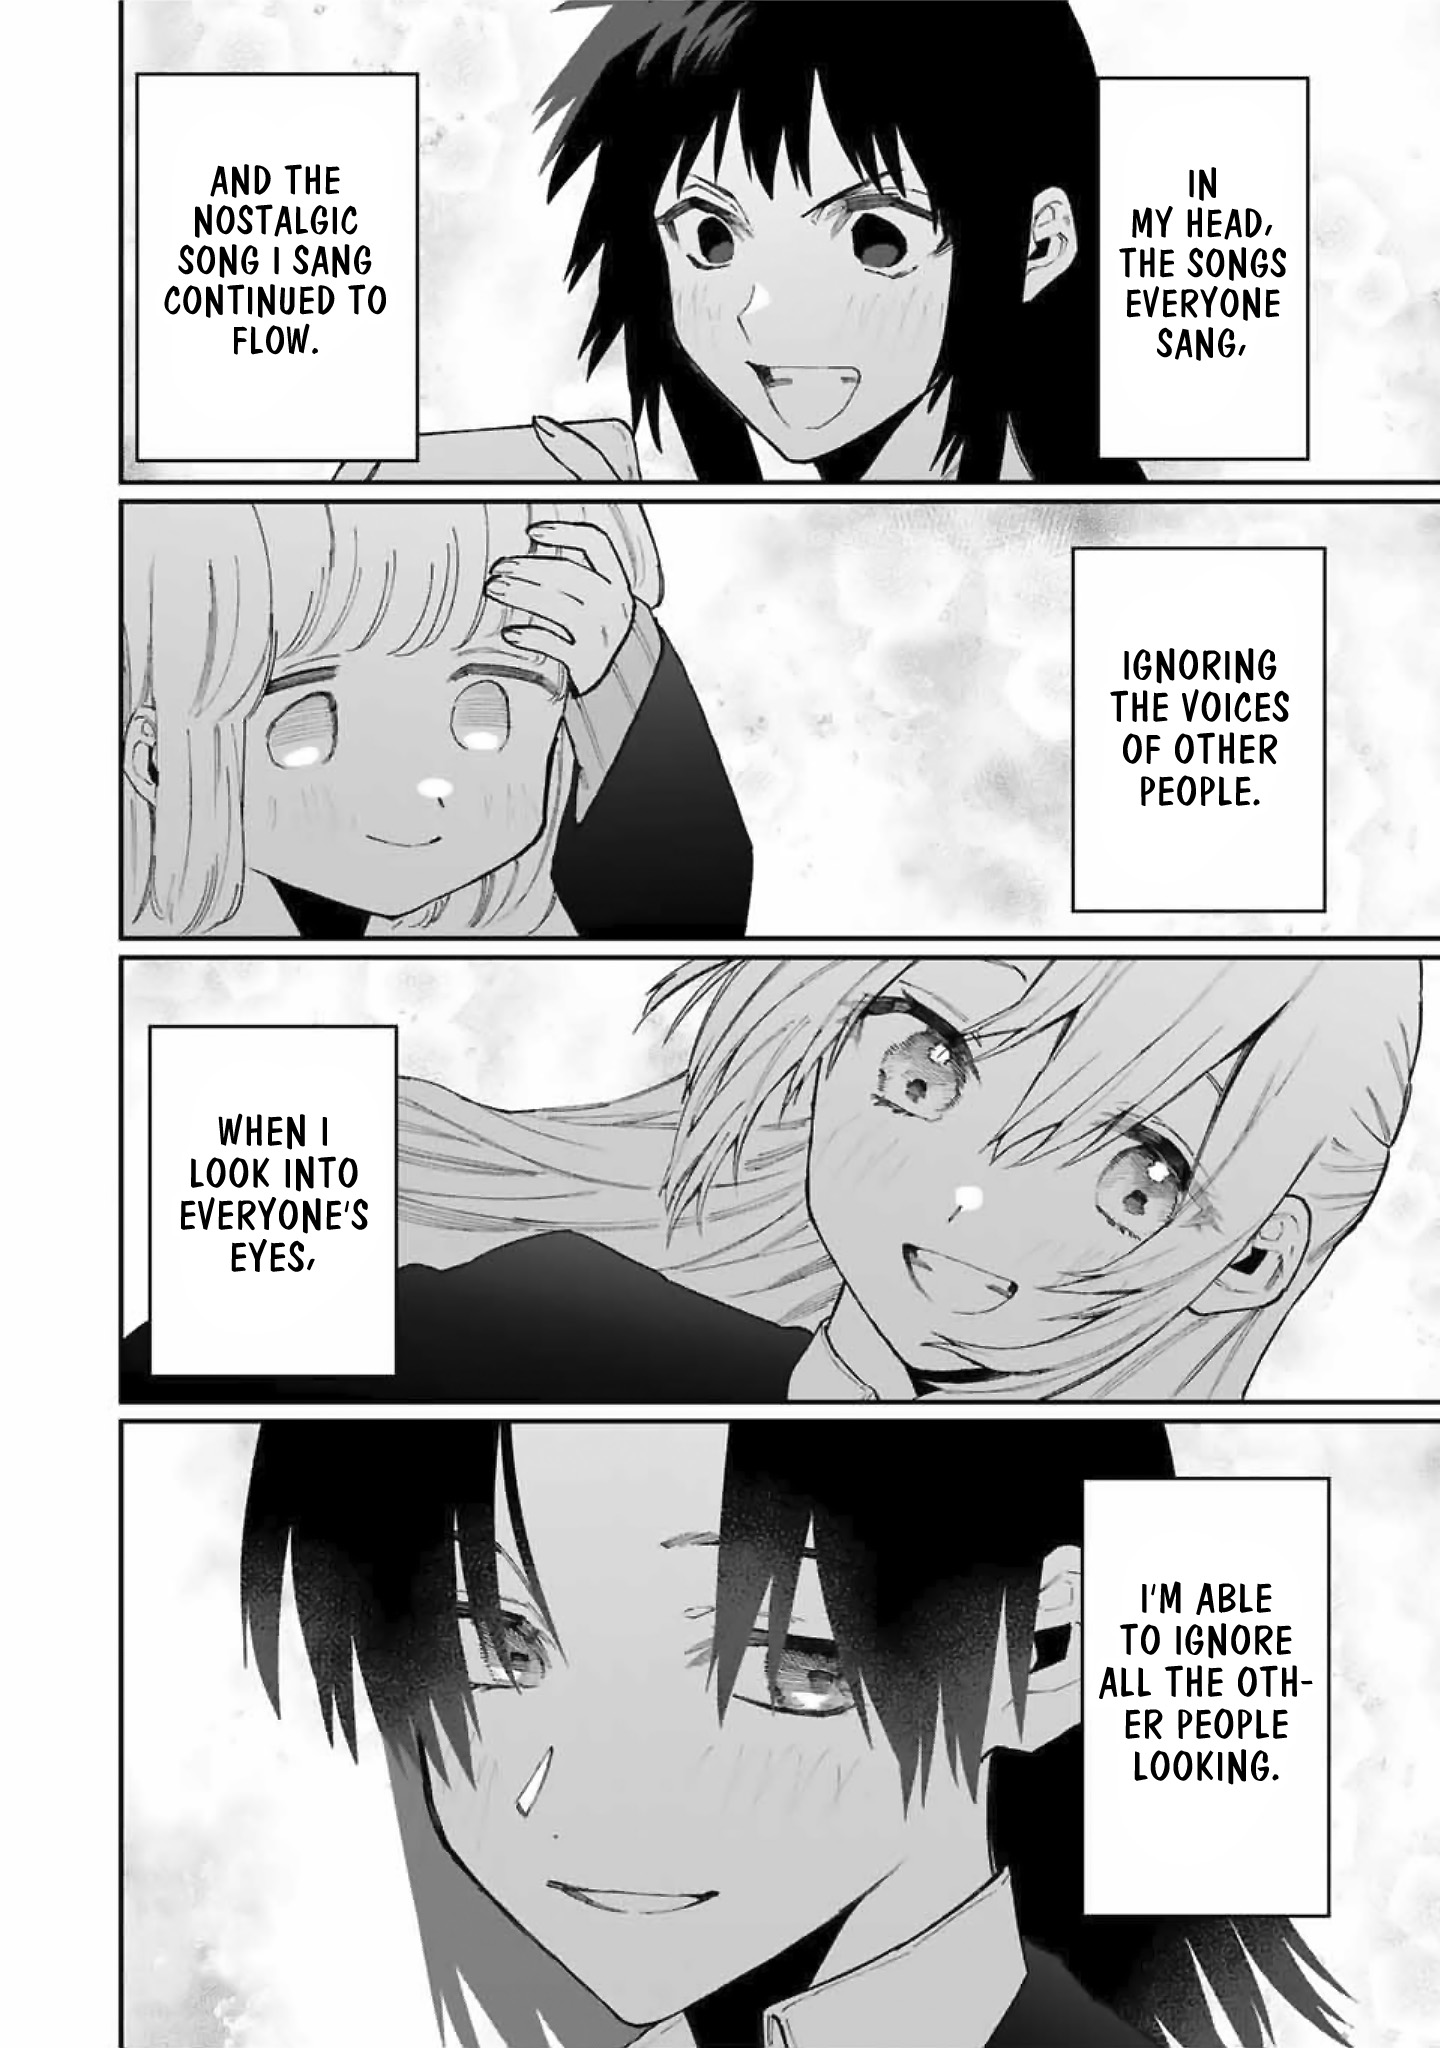 IN
MY HEAD,
THE SONGS
EVERYONE
SANG,
AND THE
NOSTALGIC
SONG I SANG
CONTINUED TO
FLOW.
IGNORING
THE VOICES
OF OTHER
PEOPLE.
WHEN I
LOOK INTO
EVERYONE'S
EYES,
I'M ABLE
TO IGNORE
ALL THE OTH-
ER PEOPLE
LOOKING.